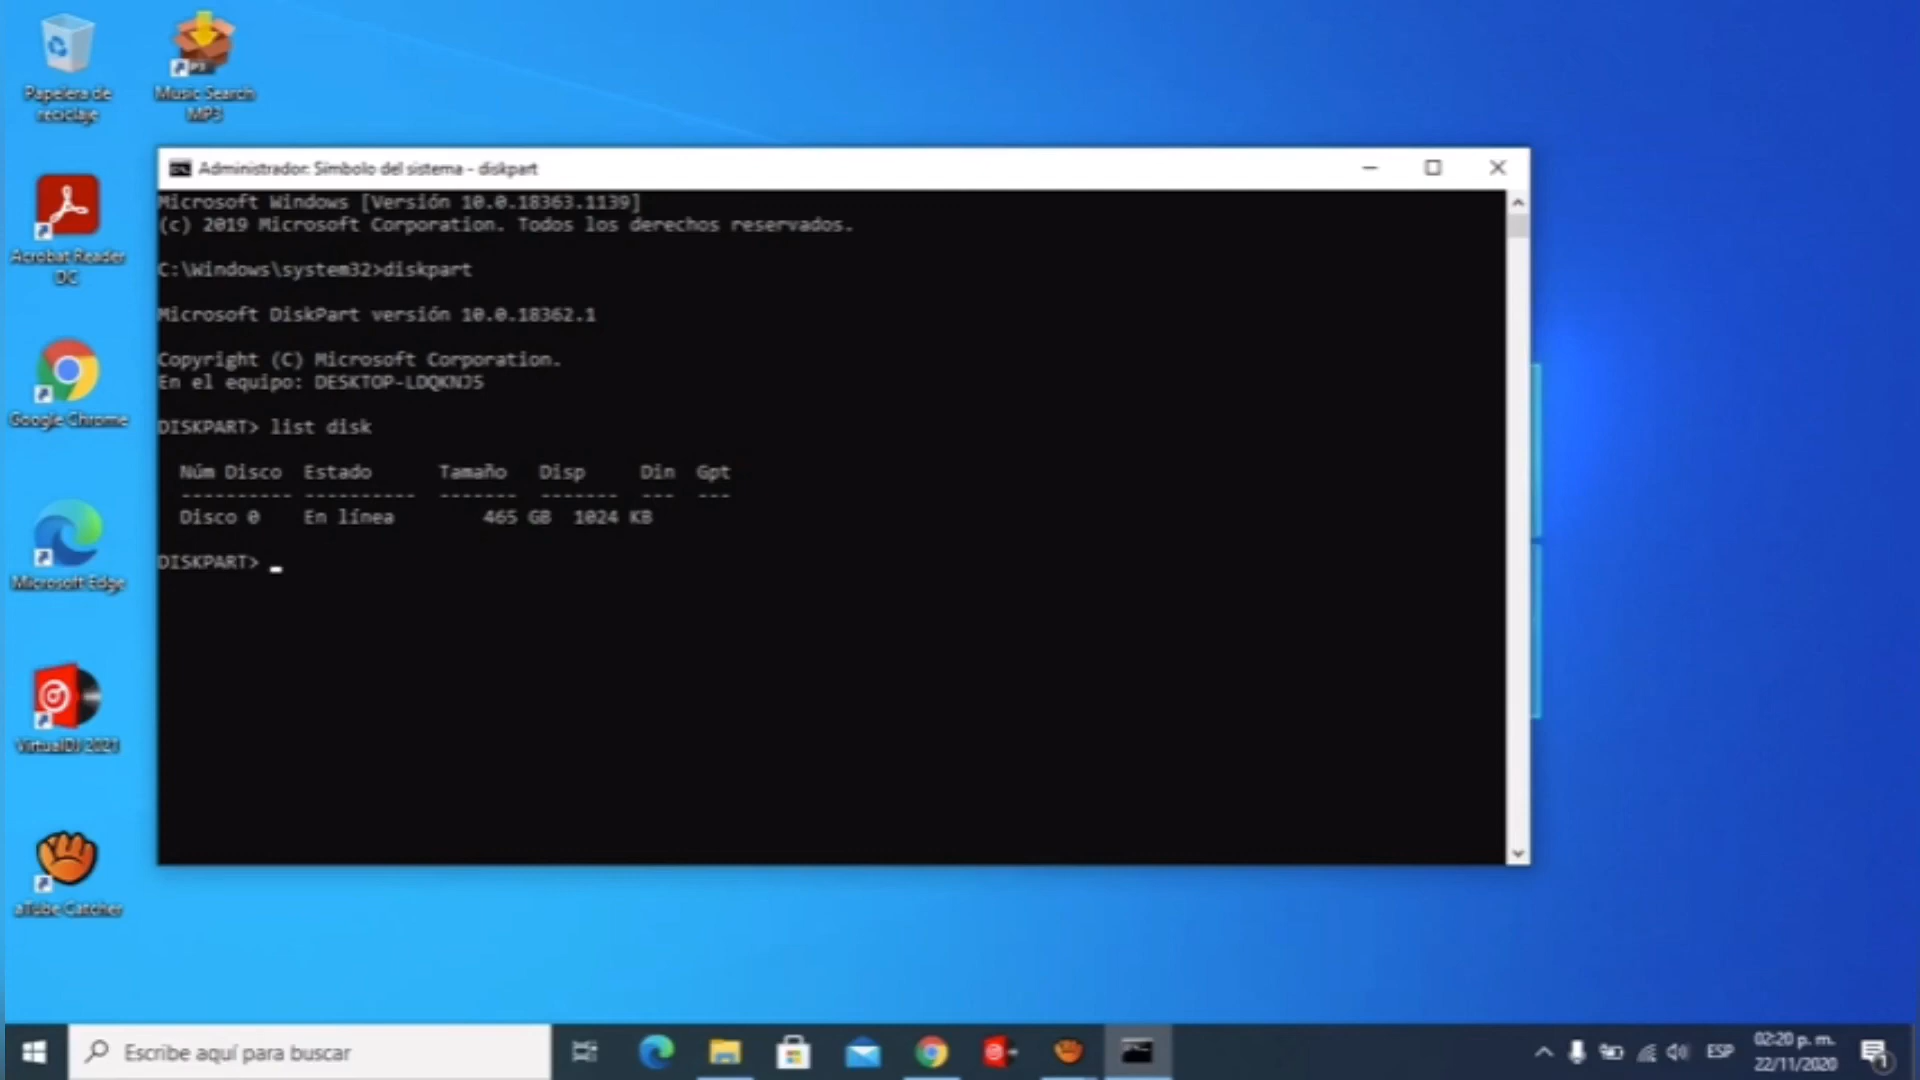 Papelera de
reciclaje
Music Search
MP3
Acrobat Reader
DC
Google Chrome
Microsoft Edge
VirtualDJ 2021
aTube Catcher
Administrador: Símbolo del sistema - diskpart
Microsoft Windows [Versión 10.0.18363.1139]
(c) 2019 Microsoft Corporation. Todos los derechos reservados.
C:\Windows\system32>diskpart
Microsoft DiskPart versión 10.0.18362.1
Copyright (C) Microsoft Corporation.
En el equipo: DESKTOP-LDQKNJ5
DISKPART> list disk
Núm Disco  Estado      Tamaño   Disp     Din  Gpt
---------- ---------- ------- ------- --- ---
Disco 0    En línea        465 GB  1024 KB
DISKPART> _
Escribe aquí para buscar
ESP
02:20 p. m.
22/11/2020
1